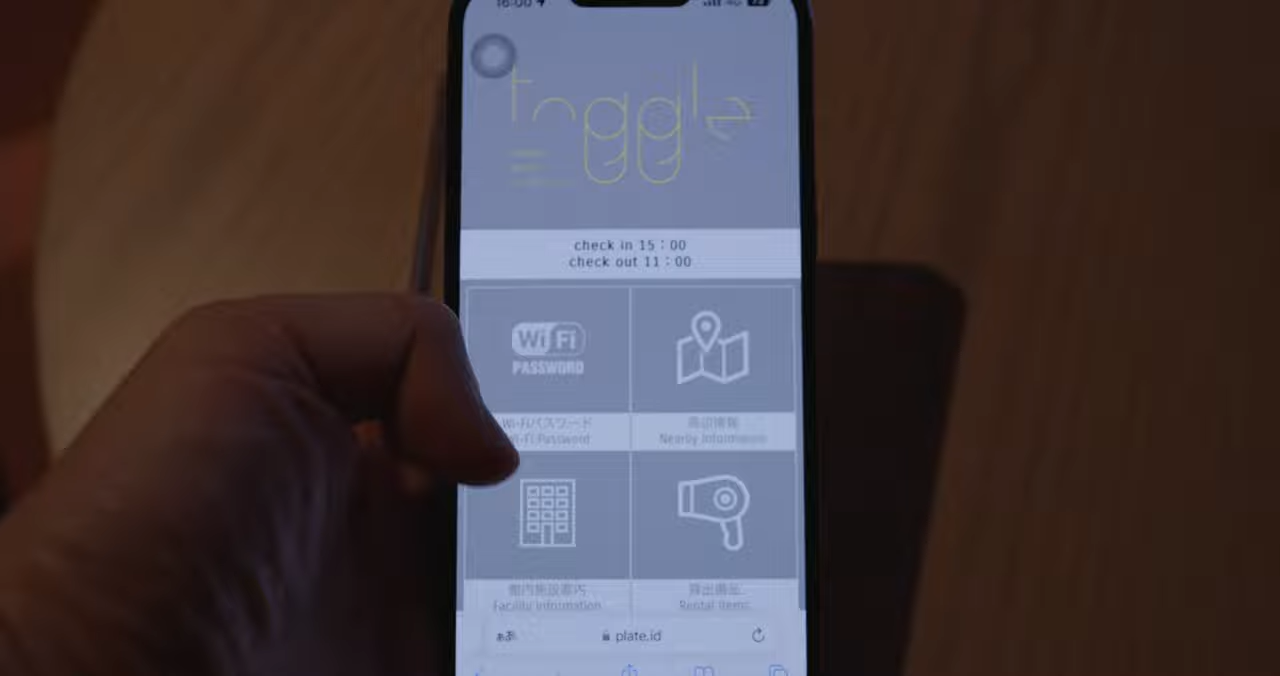 16:00
4G
toggle
check in 15：00
check out 11：00
Wi Fi
PASSWORD
Wi-Fiパスワード
Wi-Fi Password
周辺情報
Nearby Information
館内施設案内
Facility Information
貸出備品
Rental Items
ぁあ
plate.id